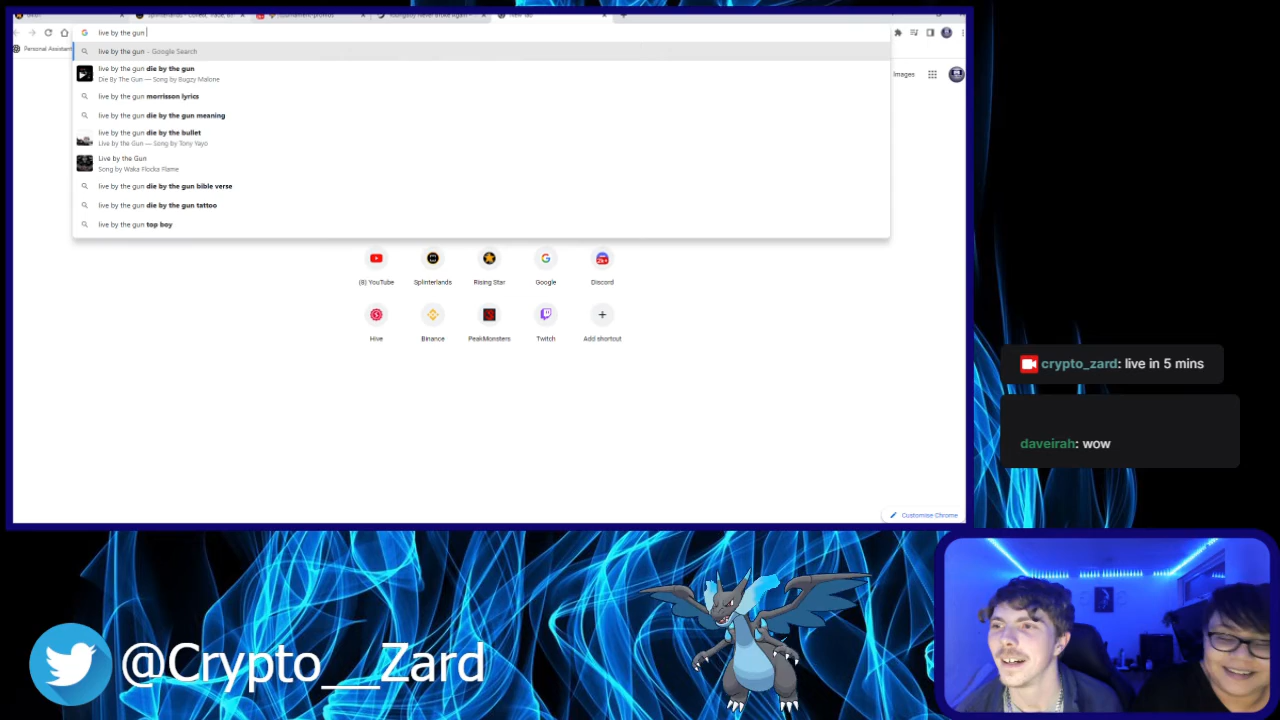 New Tab
live by the gun
Personal Assistant
live by the gun - Google Search
live by the gun die by the gun
Die By The Gun — Song by Bugzy Malone
live by the gun morrisson lyrics
live by the gun die by the gun meaning
live by the gun die by the bullet
Live by the Gun — Song by Tony Yayo
Live by the Gun
Song by Waka Flocka Flame
live by the gun die by the gun bible verse
live by the gun die by the gun tattoo
live by the gun top boy
Images
(8) YouTube
Splinterlands
Rising Star
Google
Discord
Hive
Binance
PeakMonsters
Twitch
Add shortcut
Customise Chrome
crypto_zard: live in 5 mins
daveirah: wow
@Crypto__Zard